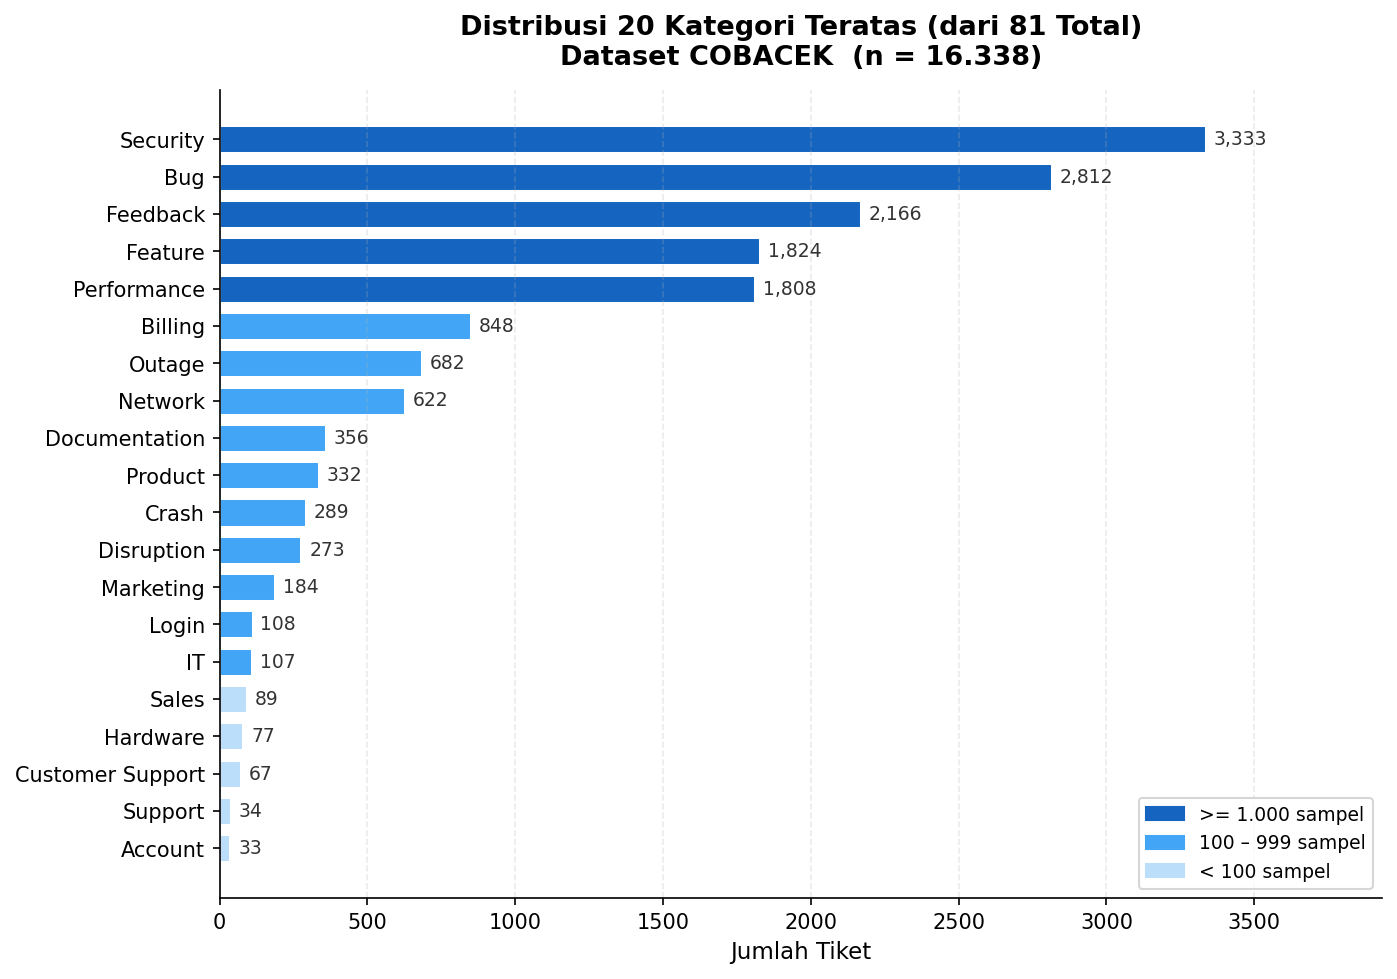 Distribusi 20 Kategori Teratas (dari 81 Total)
Dataset COBACEK (n = 16.338)
Security 3,333
Bug 2,812
Feedback 2,166
Feature 1,824
Performance 1,808
Billing 848
Outage 682
Network 622
Documentation 356
Product 332
Crash 289
Disruption 273
Marketing 184
Login 108
IT 107
Sales 89
Hardware 77
Customer Support 67
Support 34
Account 33
>= 1.000 sampel
100 – 999 sampel
< 100 sampel
0 500 1000 1500 2000 2500 3000 3500
Jumlah Tiket